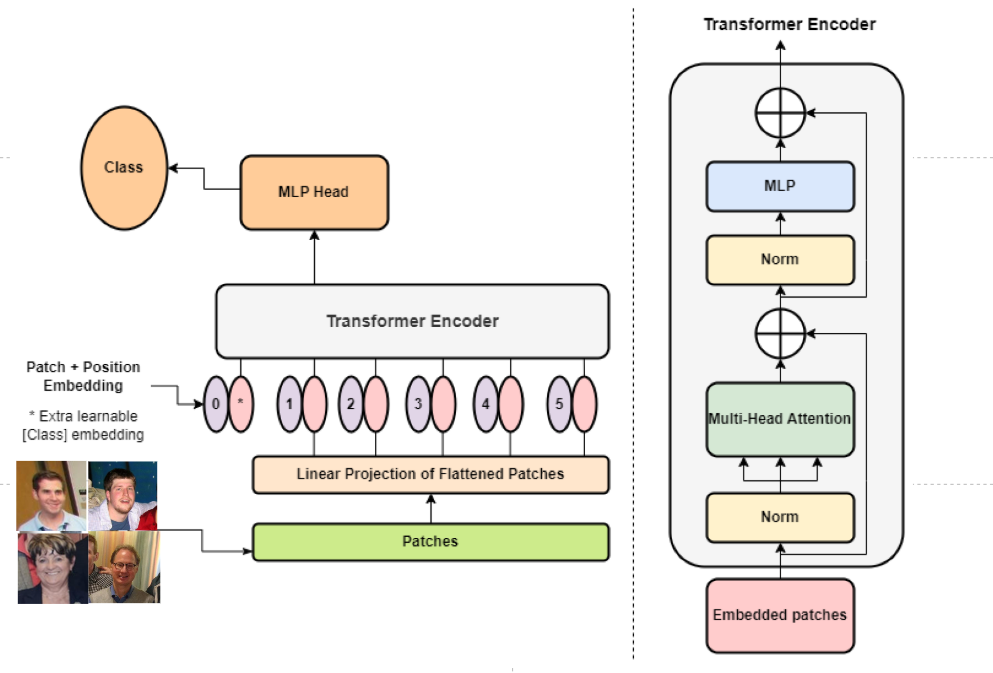 Transformer Encoder
Class
MLP Head
Transformer Encoder
Patch + Position
Embedding
* Extra learnable
[Class] embedding
0 * 1 2 3 4 5
Linear Projection of Flattened Patches
Patches
MLP
Norm
Multi-Head Attention
Norm
Embedded patches